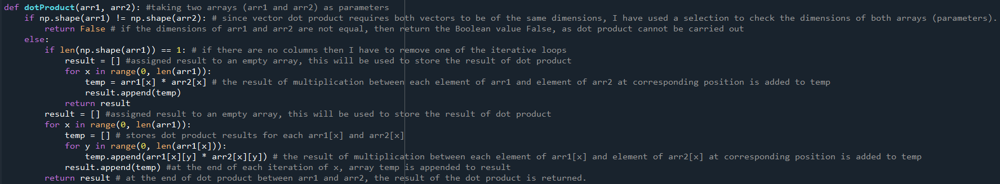 def dotProduct(arr1, arr2): #taking two arrays (arr1 and arr2) as parameters
    if np.shape(arr1) != np.shape(arr2): # since vector dot product requires both vectors to be of the same dimensions, I have used a selection to check the dimensions of both arrays (parameters).
        return False # if the dimensions of arr1 and arr2 are not equal, then return the Boolean value False, as dot product cannot be carried out
    else:
        if len(np.shape(arr1)) == 1: # if there are no columns then I have to remove one of the iterative loops
            result = [] #assigned result to an empty array, this will be used to store the result of dot product
            for x in range(0, len(arr1)):
                temp = arr1[x] * arr2[x] # the result of multiplication between each element of arr1 and element of arr2 at corresponding position is added to temp
                result.append(temp)
            return result
        result = [] #assigned result to an empty array, this will be used to store the result of dot product
        for x in range(0, len(arr1)):
            temp = [] # stores dot product results for each arr1[x] and arr2[x]
            for y in range(0, len(arr1[x])):
                temp.append(arr1[x][y] * arr2[x][y]) # the result of multiplication between each element of arr1[x] and element of arr2[x] at corresponding position is added to temp
            result.append(temp) #at the end of each iteration of x, array temp is appended to result
        return result # at the end of dot product between arr1 and arr2, the result of the dot product is returned.